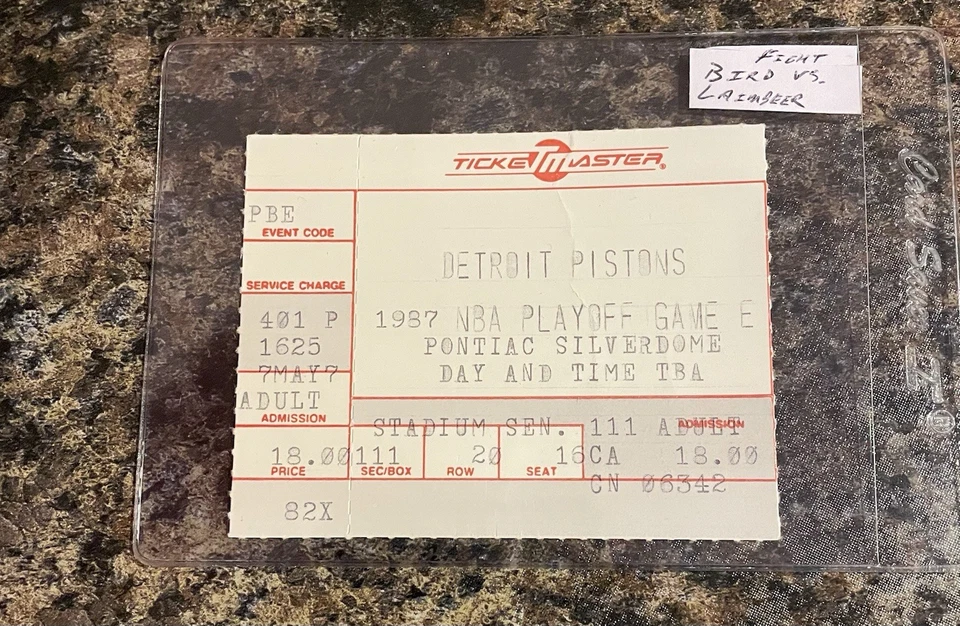 FIGHT
BIRD VS.
LAIMBEER
TICKETMASTER®
PBE
EVENT CODE
SERVICE CHARGE
401 P
1625
7MAY7
ADULT
ADMISSION
18.00
PRICE
82X
DETROIT PISTONS
1987 NBA PLAYOFF GAME E
PONTIAC SILVERDOME
DAY AND TIME TBA
STADIUM SEN. 111 ADULT
ADMISSION
111 20 16 CA 18.00
SEC/BOX ROW SEAT
CN 06342
Card Saver I®